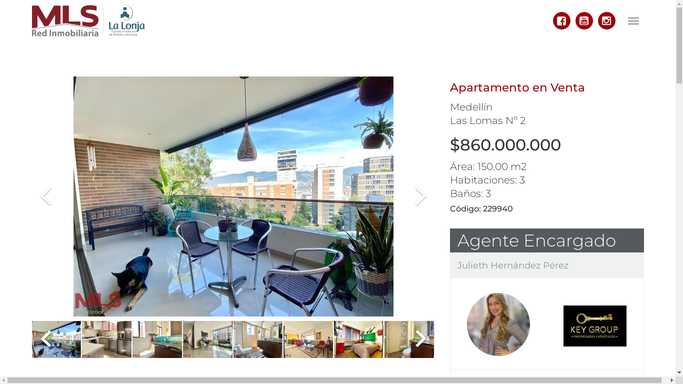 MLS
Red Inmobiliaria
La Lonja
Apartamento en Venta
Medellín
Las Lomas N° 2
$860.000.000
Área: 150.00 m2
Habitaciones: 3
Baños: 3
Código: 229940
Agente Encargado
Julieth Hernández Pérez
MLS
KEY GROUP